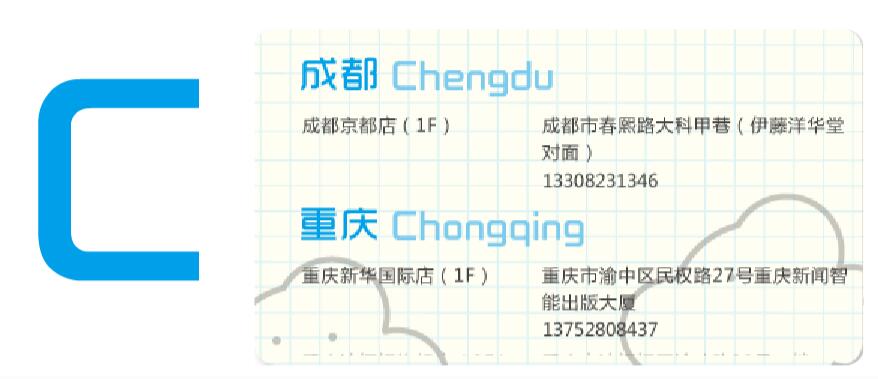 C
成都 Chengdu
成都京都店（1F）
成都市春熙路大科甲巷（伊藤洋华堂
对面）
13308231346
重庆 Chongqing
重庆新华国际店（1F）
重庆市渝中区民权路27号重庆新闻智
能出版大厦
13752808437